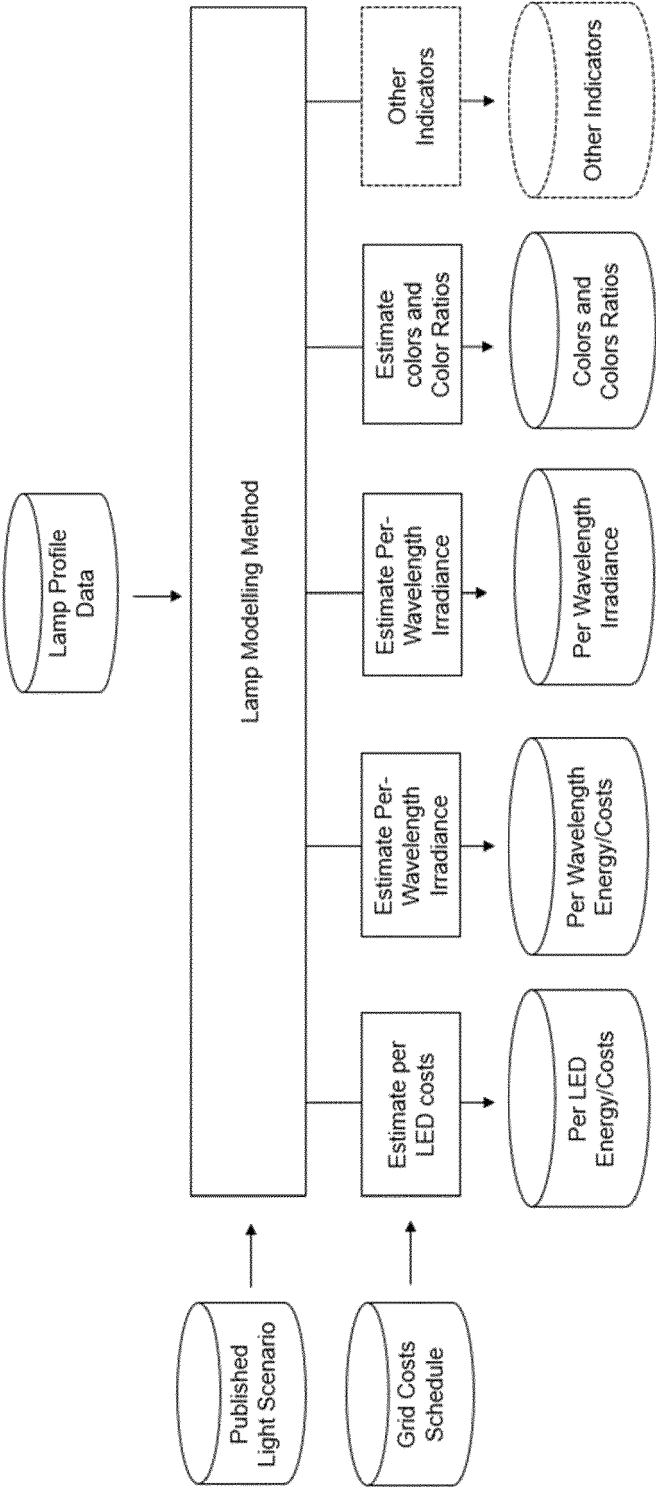 Lamp Profile
Data
Published
Light Scenario
Lamp Modelling Method
Grid Costs
Schedule
Estimate per
LED costs
Estimate Per-
Wavelength
Irradiance
Estimate Per-
Wavelength
Irradiance
Estimate
colors and
Color Ratios
Other
Indicators
Per LED
Energy/Costs
Per Wavelength
Energy/Costs
Per Wavelength
Irradiance
Colors and
Colors Ratios
Other Indicators